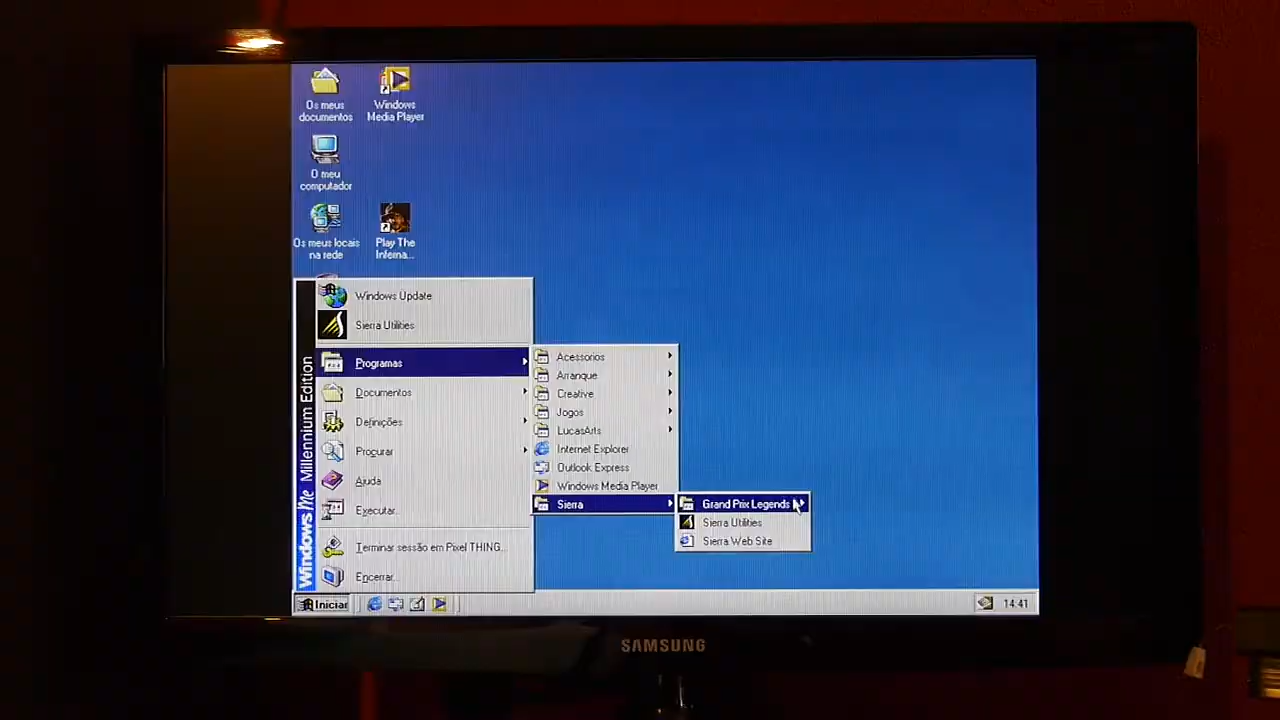 Os meus
documentos
Windows
Media Player
O meu
computador
Os meus locais
na rede
Play The
Inferna...
Windows Update
Sierra Utilities
Programas
Documentos
Definições
Procurar
Ajuda
Executar...
Terminar sessão em Pixel THING...
Encerrar...
Windows Me Millennium Edition
Acessorios
Arranque
Creative
Jogos
LucasArts
Internet Explorer
Outlook Express
Windows Media Player
Sierra
Grand Prix Legends
Sierra Utilities
Sierra Web Site
Iniciar
14:41
SAMSUNG